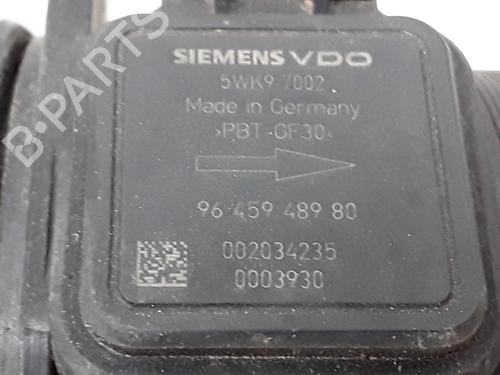 SIEMENS VDO
5WK9 7002
Made in Germany
>PBT-GF30<
96 459 489 80
002034235
0003930
B-PARTS